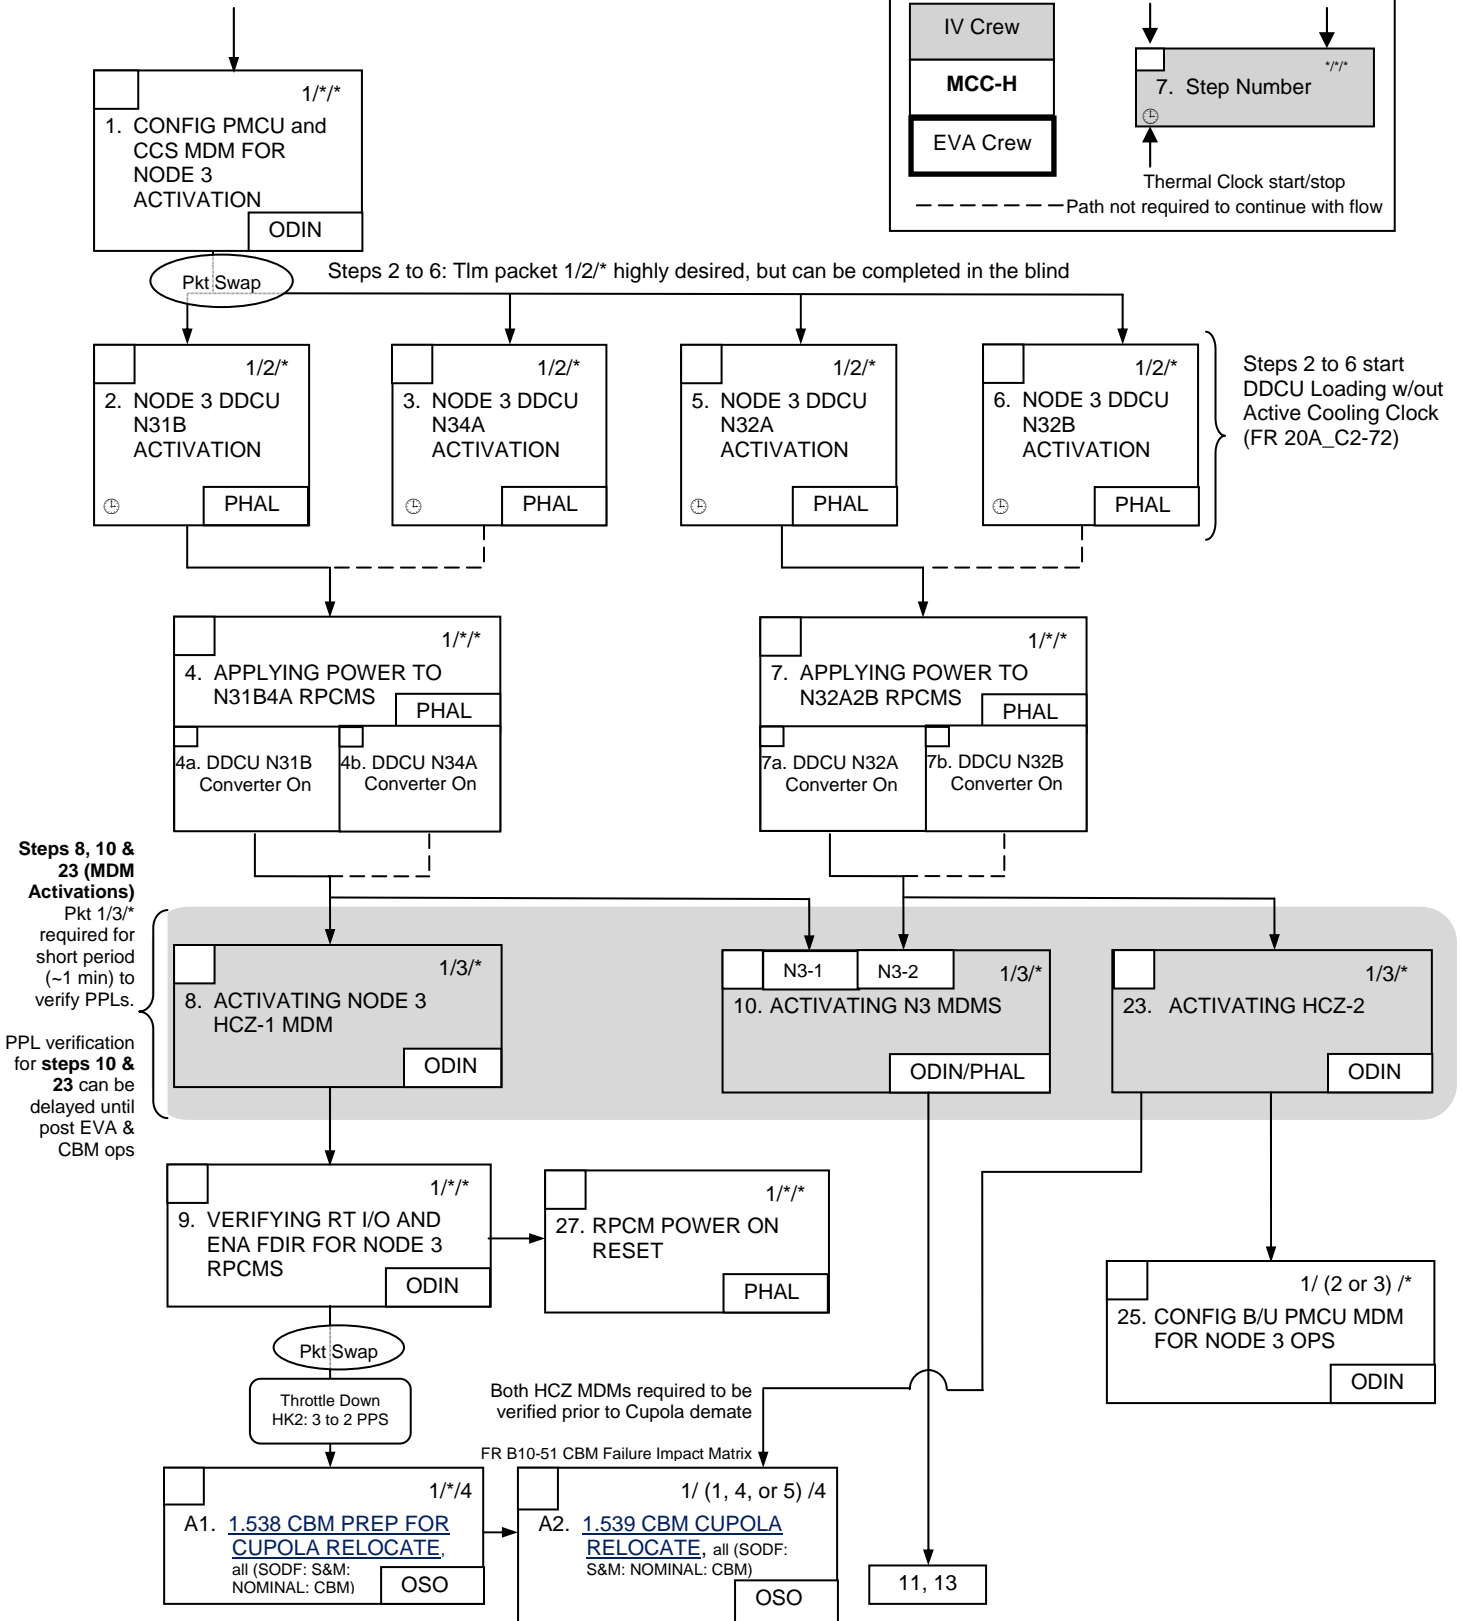 IV Crew
MCC-H
EVA Crew
*/*/*
7. Step Number
Thermal Clock start/stop
Path not required to continue with flow
1/*/*
1. CONFIG PMCU and
CCS MDM FOR
NODE 3
ACTIVATION
ODIN
Pkt Swap
Steps 2 to 6: Tlm packet 1/2/* highly desired, but can be completed in the blind
1/2/*
2. NODE 3 DDCU
N31B
ACTIVATION
PHAL
1/2/*
3. NODE 3 DDCU
N34A
ACTIVATION
PHAL
1/2/*
5. NODE 3 DDCU
N32A
ACTIVATION
PHAL
1/2/*
6. NODE 3 DDCU
N32B
ACTIVATION
PHAL
Steps 2 to 6 start
DDCU Loading w/out
Active Cooling Clock
(FR 20A_C2-72)
1/*/*
4. APPLYING POWER TO
N31B4A RPCMS
PHAL
4a. DDCU N31B
Converter On
4b. DDCU N34A
Converter On
1/*/*
7. APPLYING POWER TO
N32A2B RPCMS
PHAL
7a. DDCU N32A
Converter On
7b. DDCU N32B
Converter On
Steps 8, 10 &
23 (MDM
Activations)
Pkt 1/3/*
required for
short period
(~1 min) to
verify PPLs.
PPL verification
for steps 10 &
23 can be
delayed until
post EVA &
CBM ops
1/3/*
8. ACTIVATING NODE 3
HCZ-1 MDM
ODIN
N3-1
N3-2
1/3/*
10. ACTIVATING N3 MDMS
ODIN/PHAL
1/3/*
23. ACTIVATING HCZ-2
ODIN
1/*/*
9. VERIFYING RT I/O AND
ENA FDIR FOR NODE 3
RPCMS
ODIN
1/*/*
27. RPCM POWER ON
RESET
PHAL
1/ (2 or 3) /*
25. CONFIG B/U PMCU MDM
FOR NODE 3 OPS
ODIN
Pkt Swap
Throttle Down
HK2: 3 to 2 PPS
Both HCZ MDMs required to be
verified prior to Cupola demate
FR B10-51 CBM Failure Impact Matrix
1/*/4
A1. 1.538 CBM PREP FOR
CUPOLA RELOCATE,
all (SODF: S&M:
NOMINAL: CBM)
OSO
1/ (1, 4, or 5) /4
A2. 1.539 CBM CUPOLA
RELOCATE, all (SODF:
S&M: NOMINAL: CBM)
OSO
11, 13